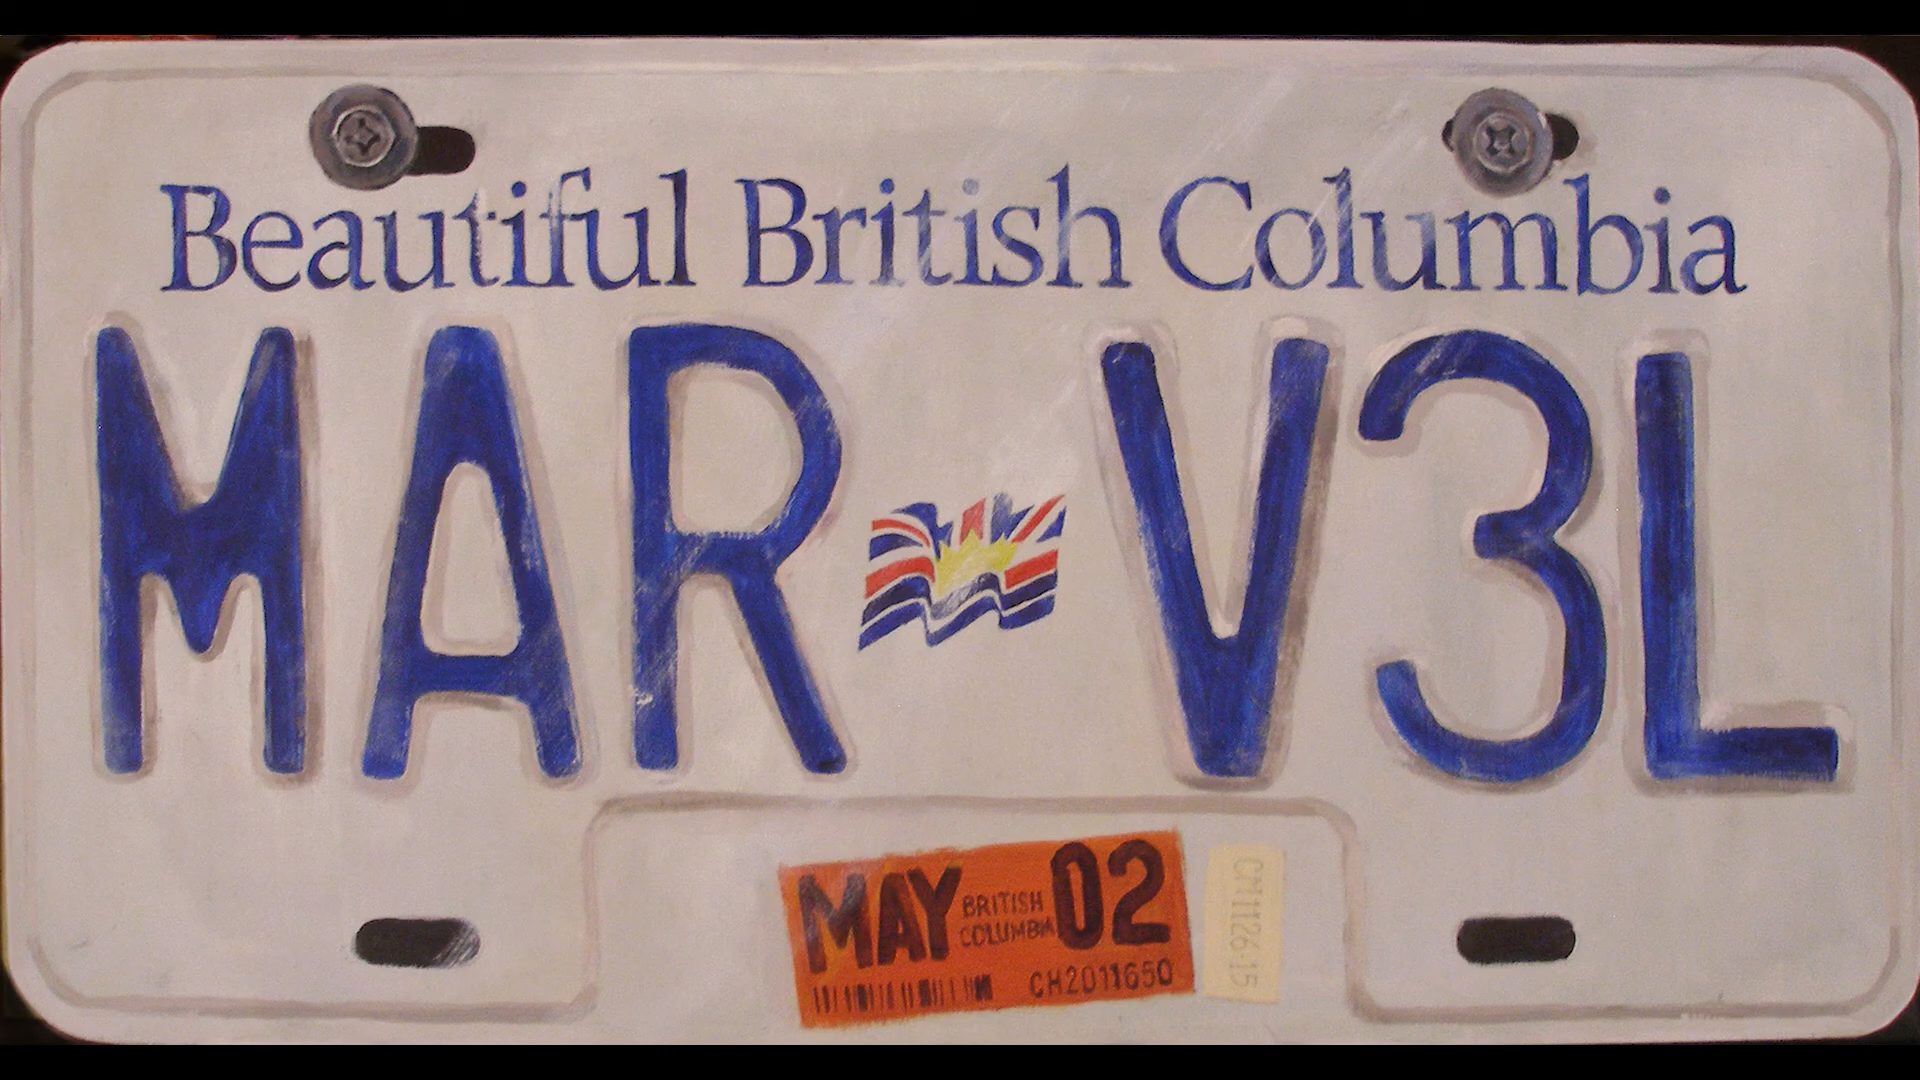 Beautiful British Columbia
MAR V3L
MAY BRITISH COLUMBIA 02
CH2011650
CM1126-15